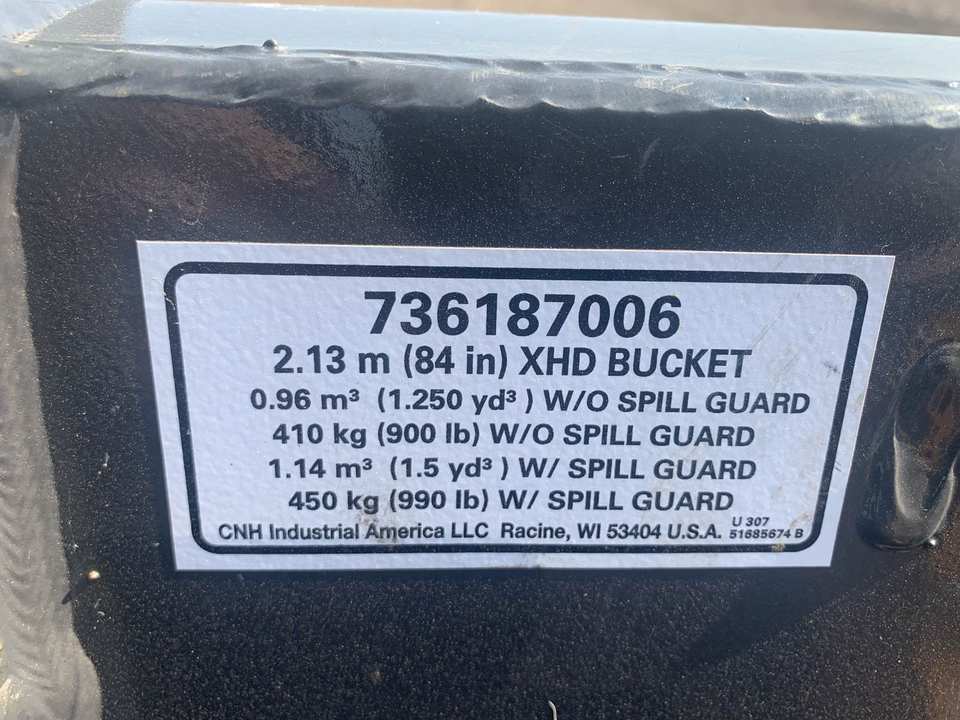 736187006
2.13 m (84 in) XHD BUCKET
0.96 m³ (1.250 yd³ ) W/O SPILL GUARD
410 kg (900 lb) W/O SPILL GUARD
1.14 m³ (1.5 yd³ ) W/ SPILL GUARD
450 kg (990 lb) W/ SPILL GUARD
CNH Industrial America LLC Racine, WI 53404 U.S.A.
U 307
51685674 B